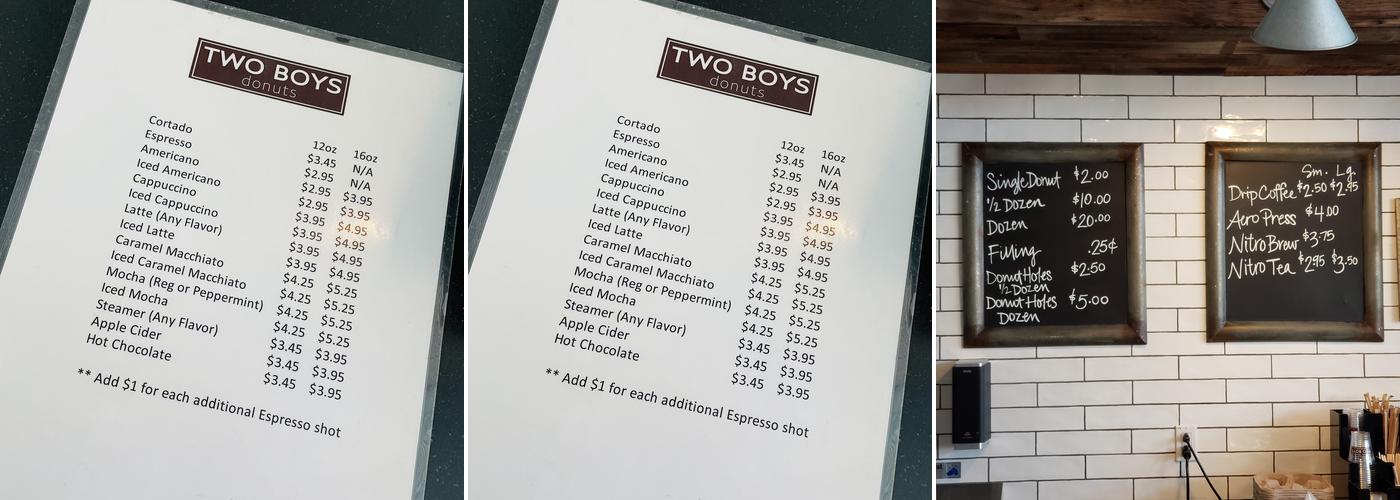 TWO BOYS
donuts
12oz 16oz
Cortado $3.45 N/A
Espresso $2.95 N/A
Americano $2.95 $3.95
Iced Americano $2.95 $3.95
Cappuccino $3.95 $4.95
Iced Cappuccino $3.95 $4.95
Latte (Any Flavor) $3.95 $4.95
Iced Latte $3.95 $4.95
Caramel Macchiato $4.25 $5.25
Iced Caramel Macchiato $4.25 $5.25
Mocha (Reg or Peppermint) $4.25 $5.25
Iced Mocha $4.25 $5.25
Steamer (Any Flavor) $3.45 $3.95
Apple Cider $3.45 $3.95
Hot Chocolate $3.45 $3.95
** Add $1 for each additional Espresso shot
TWO BOYS
donuts
12oz 16oz
Cortado $3.45 N/A
Espresso $2.95 N/A
Americano $2.95 $3.95
Iced Americano $2.95 $3.95
Cappuccino $3.95 $4.95
Iced Cappuccino $3.95 $4.95
Latte (Any Flavor) $3.95 $4.95
Iced Latte $3.95 $4.95
Caramel Macchiato $4.25 $5.25
Iced Caramel Macchiato $4.25 $5.25
Mocha (Reg or Peppermint) $4.25 $5.25
Iced Mocha $4.25 $5.25
Steamer (Any Flavor) $3.45 $3.95
Apple Cider $3.45 $3.95
Hot Chocolate $3.45 $3.95
** Add $1 for each additional Espresso shot
Single Donut $2.00
1/2 Dozen $10.00
Dozen $20.00
Filling .25¢
Donut Holes $2.50
1/2 Dozen
Donut Holes $5.00
Dozen
Sm. Lg.
Drip Coffee $2.50 $2.95
Aero Press $4.00
Nitro Brew $3.75
Nitro Tea $2.95 $3.50